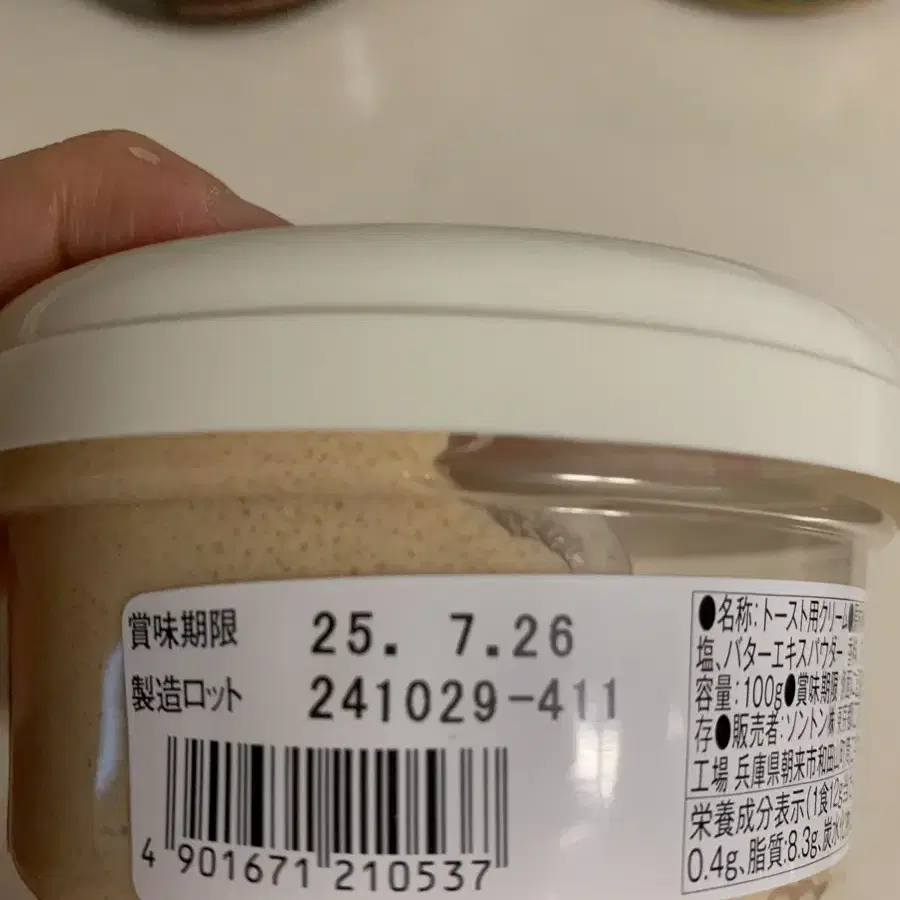 賞味期限 25. 7.26
製造ロット 241029-411
4 901671 210537
●名称:トースト用クリーム●
塩、バターエキスパウダー
容量:100g●賞味期限
存●販売者:ソントン㈱
工場 兵庫県朝来市和田山町
栄養成分表示(1食12g
0.4g、脂質:8.3g、炭水